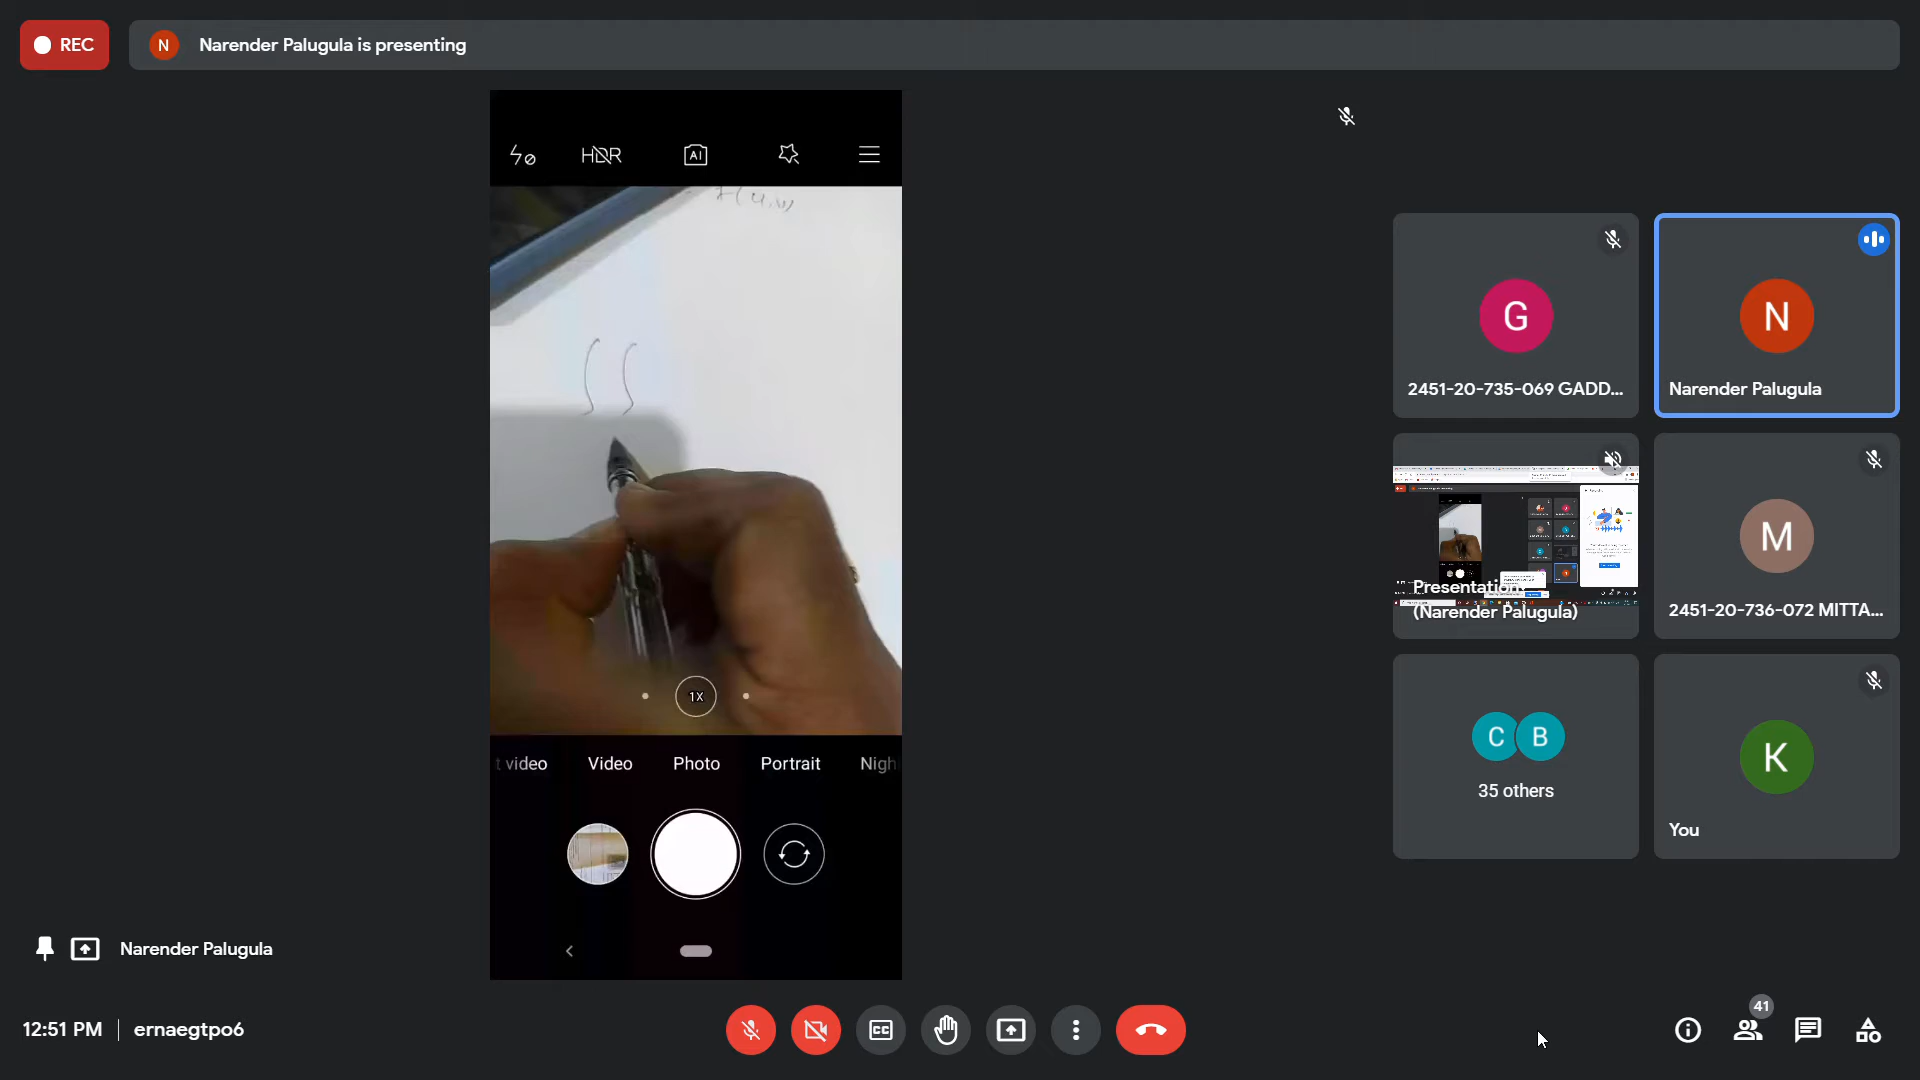 REC
N Narender Palugula is presenting
HDR AI
1X
t video Video Photo Portrait Nigh
G
2451-20-735-069 GADD...
N
Narender Palugula
Presentation
(Narender Palugula)
M
2451-20-736-072 MITTA...
C B
35 others
K
You
Narender Palugula
12:51 PM | ernaegtpo6
CC
41